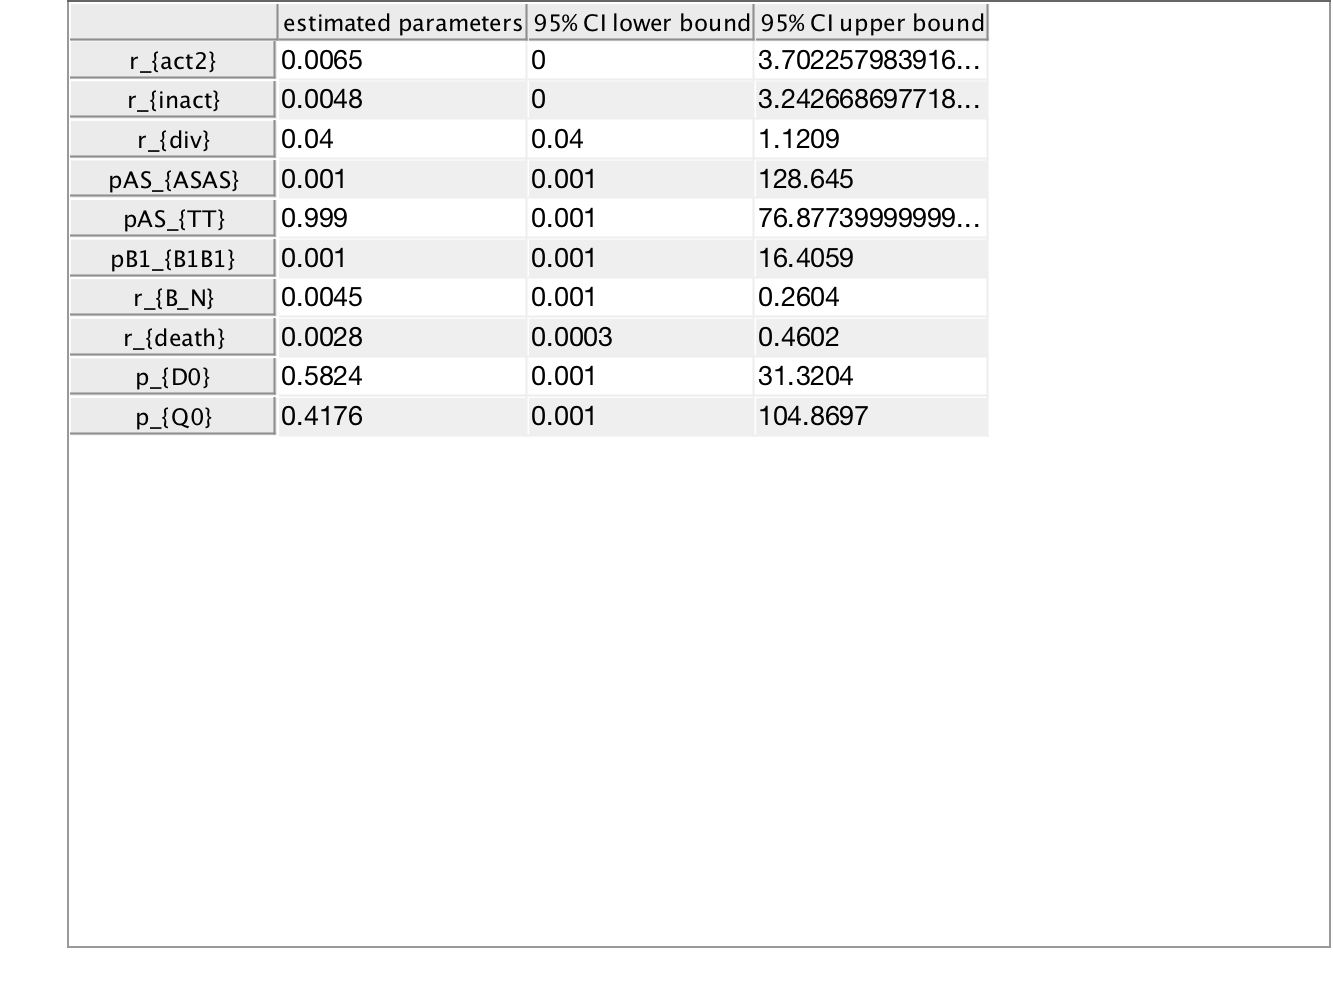 estimated parameters 95% CI lower bound 95% CI upper bound
r_{act2} 0.0065 0 3.702257983916...
r_{inact} 0.0048 0 3.242668697718...
r_{div} 0.04 0.04 1.1209
pAS_{ASAS} 0.001 0.001 128.645
pAS_{TT} 0.999 0.001 76.87739999999...
pB1_{B1B1} 0.001 0.001 16.4059
r_{B_N} 0.0045 0.001 0.2604
r_{death} 0.0028 0.0003 0.4602
p_{D0} 0.5824 0.001 31.3204
p_{Q0} 0.4176 0.001 104.8697